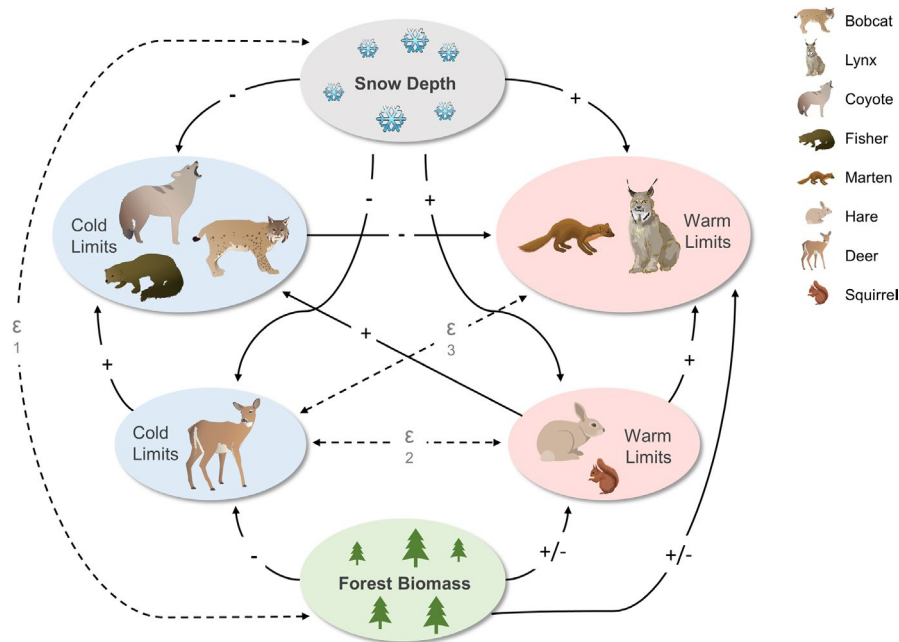 Snow Depth
-
+
-
+
Cold
Limits
-
Warm
Limits
ε
1
+
+
ε
3
+
Cold
Limits
ε
2
Warm
Limits
-
+/-
+/-
Forest Biomass
Bobcat
Lynx
Coyote
Fisher
Marten
Hare
Deer
Squirrel